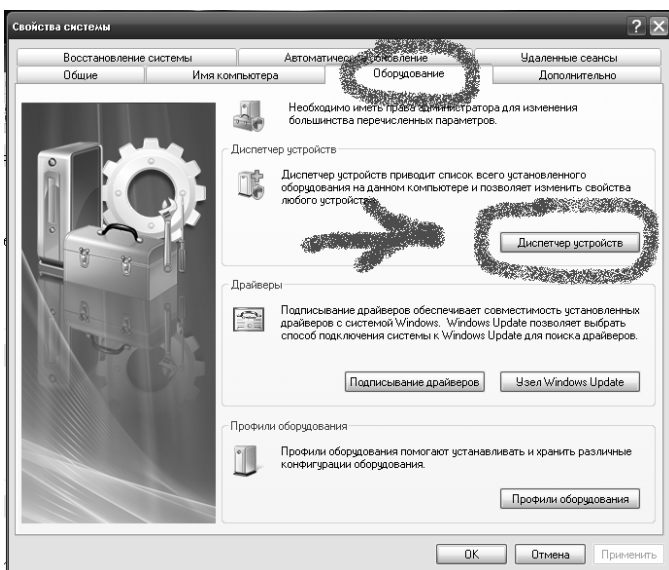 Свойства системы
Восстановление системы
Автоматическое обновление
Удаленные сеансы
Общие
Имя компьютера
Оборудование
Дополнительно
Необходимо иметь права администратора для изменения
большинства перечисленных параметров.
Диспетчер устройств
Диспетчер устройств приводит список всего установленного
оборудования на данном компьютере и позволяет изменить свойства
любого устройства.
Диспетчер устройств
Драйверы
Подписывание драйверов обеспечивает совместимость установленных
драйверов с системой Windows. Windows Update позволяет выбрать
способ подключения системы к Windows Update для поиска драйверов.
Подписывание драйверов
Узел Windows Update
Профили оборудования
Профили оборудования помогают устанавливать и хранить различные
конфигурации оборудования.
Профили оборудования
OK
Отмена
Применить